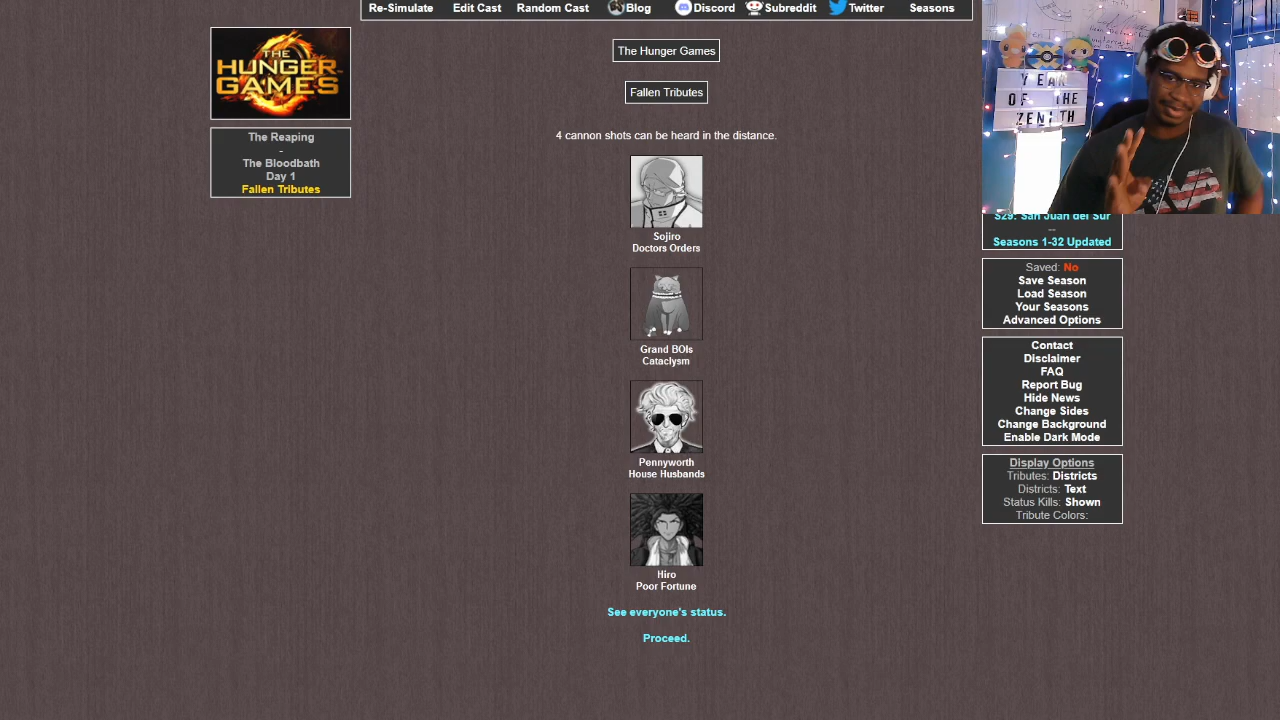 Re-Simulate Edit Cast Random Cast Blog Discord Subreddit Twitter Seasons
THE
HUNGER
GAMES
The Reaping
-
The Bloodbath
Day 1
Fallen Tributes
The Hunger Games
Fallen Tributes
4 cannon shots can be heard in the distance.
Sojiro
Doctors Orders
Grand BOIs
Cataclysm
Pennyworth
House Husbands
Hiro
Poor Fortune
See everyone's status.
Proceed.
YEAR
OF THE
ZENITH
S29: San Juan del Sur
--
Seasons 1-32 Updated
Saved: No
Save Season
Load Season
Your Seasons
Advanced Options
Contact
Disclaimer
FAQ
Report Bug
Hide News
Change Sides
Change Background
Enable Dark Mode
Display Options
Tributes: Districts
Districts: Text
Status Kills: Shown
Tribute Colors: